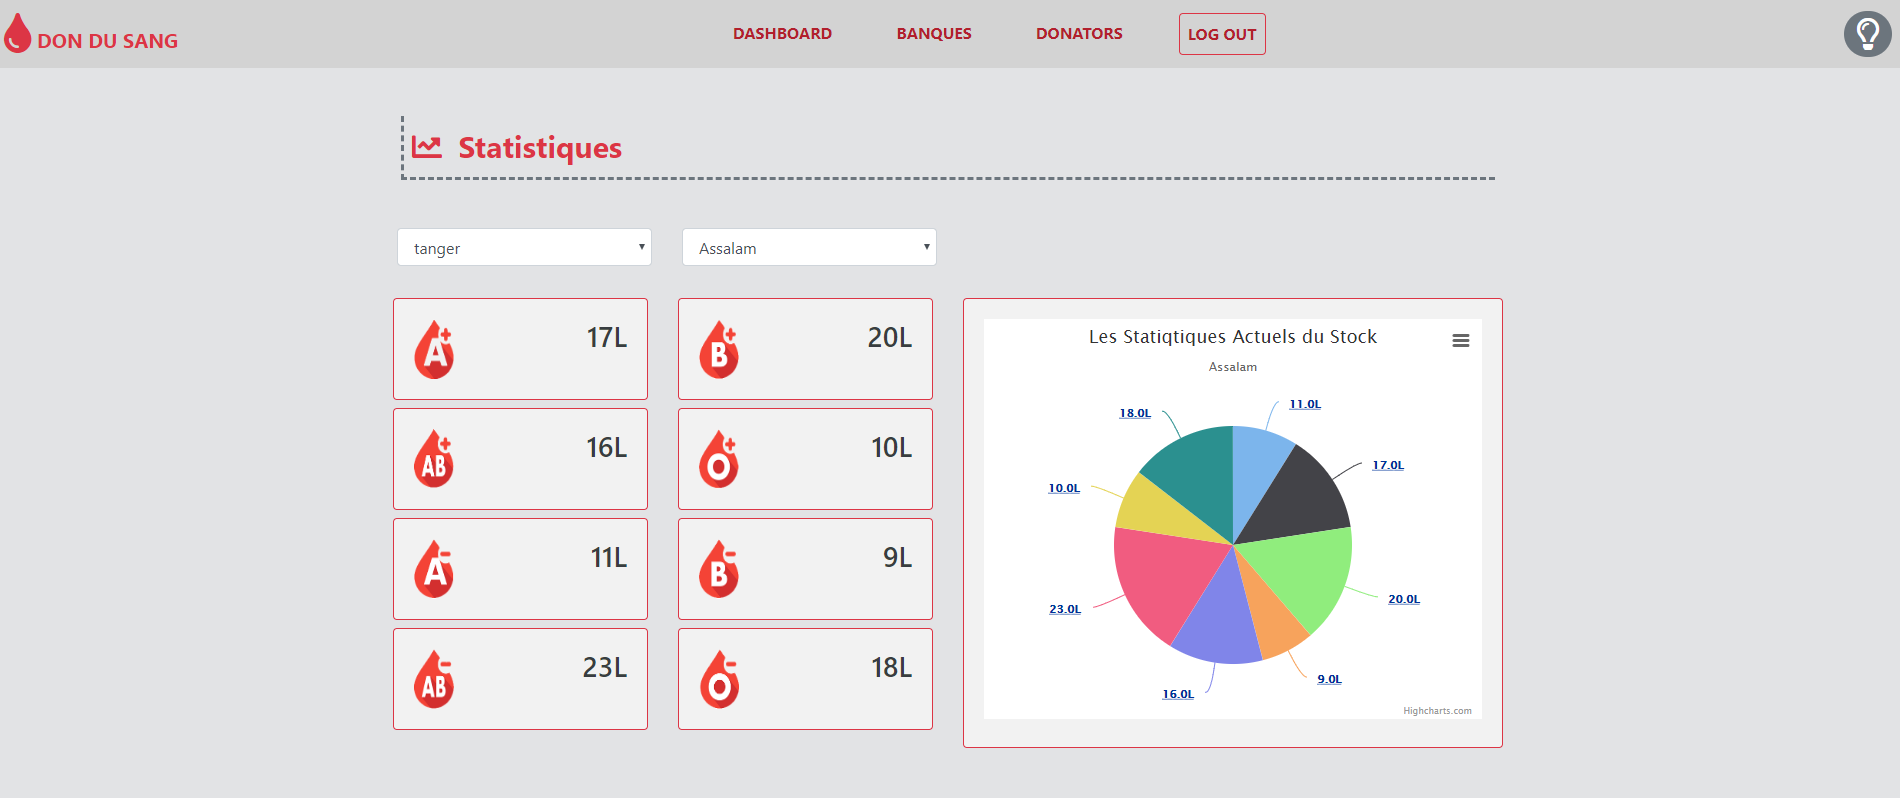 DON DU SANG
DASHBOARD
BANQUES
DONATORS
LOG OUT
Statistiques
tanger
Assalam
A+
17L
B+
20L
AB+
16L
O+
10L
A-
11L
B-
9L
AB-
23L
O-
18L
Les Statiqtiques Actuels du Stock
Assalam
11.0L
18.0L
17.0L
10.0L
20.0L
23.0L
9.0L
16.0L
Highcharts.com